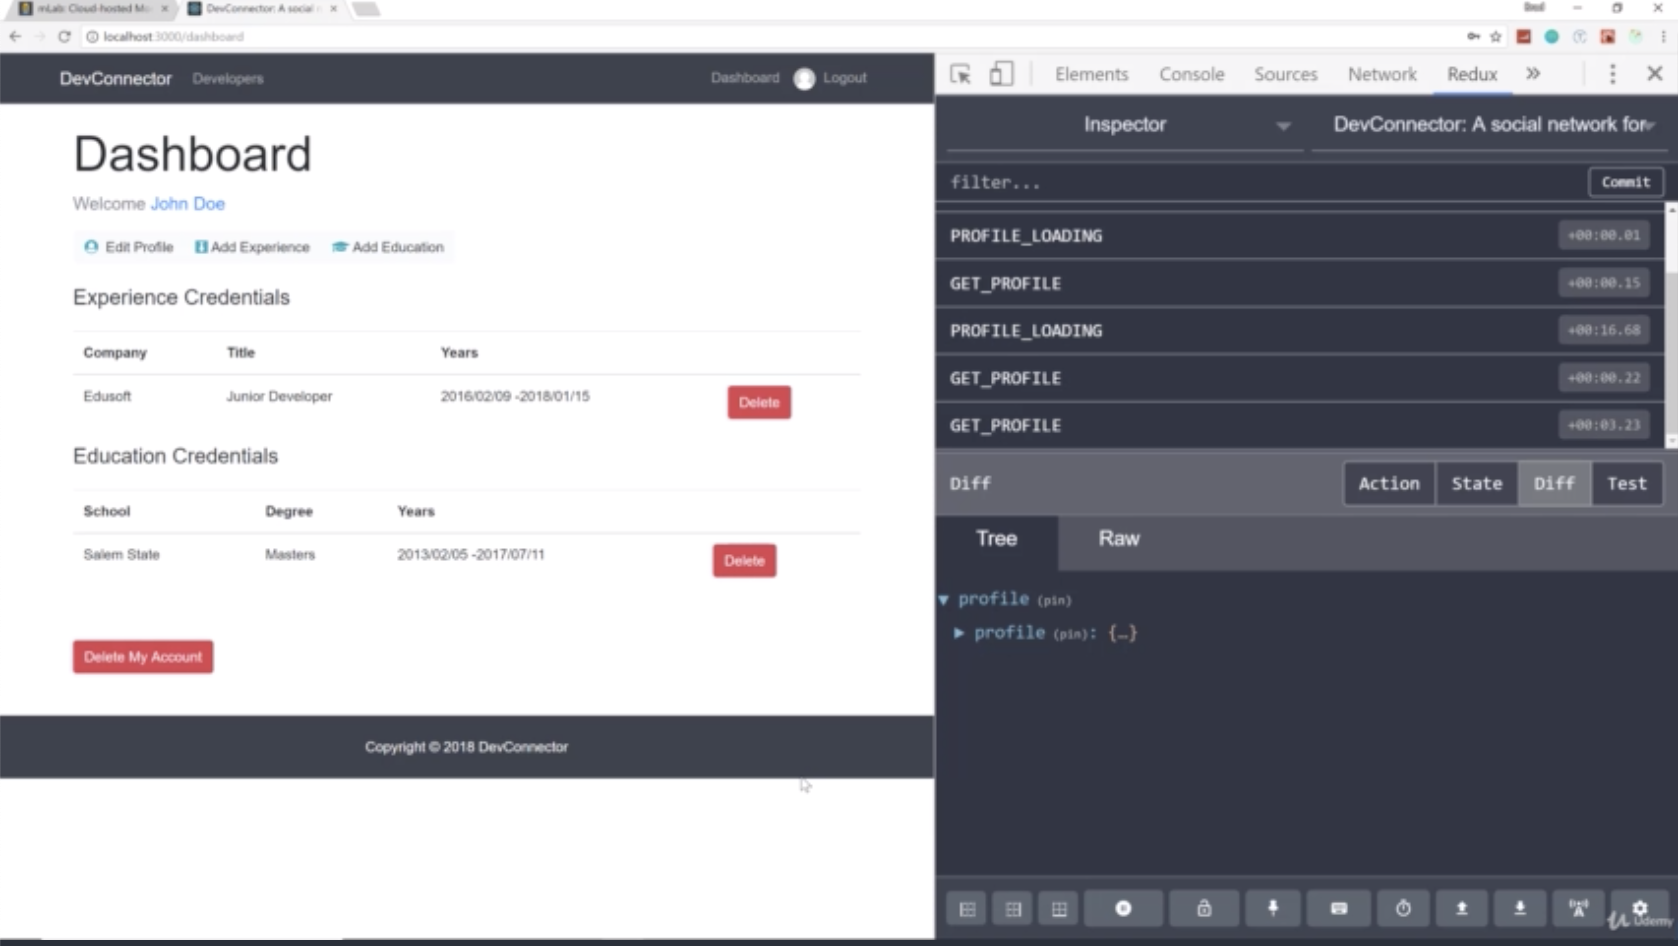 mLab: Cloud-hosted Mo
DevConnector: A social n
localhost:3000/dashboard
DevConnector Developers Dashboard Logout
Dashboard
Welcome John Doe
Edit Profile Add Experience Add Education
Experience Credentials
Company Title Years
Edusoft Junior Developer 2016/02/09 -2018/01/15 Delete
Education Credentials
School Degree Years
Salem State Masters 2013/02/05 -2017/07/11 Delete
Delete My Account
Copyright © 2018 DevConnector
Elements Console Sources Network Redux »
Inspector DevConnector: A social network for
filter... Commit
PROFILE_LOADING +00:00.01
GET_PROFILE +00:00.15
PROFILE_LOADING +00:16.68
GET_PROFILE +00:00.22
GET_PROFILE +00:03.23
Diff Action State Diff Test
Tree Raw
profile (pin)
profile (pin): {…}
Udemy